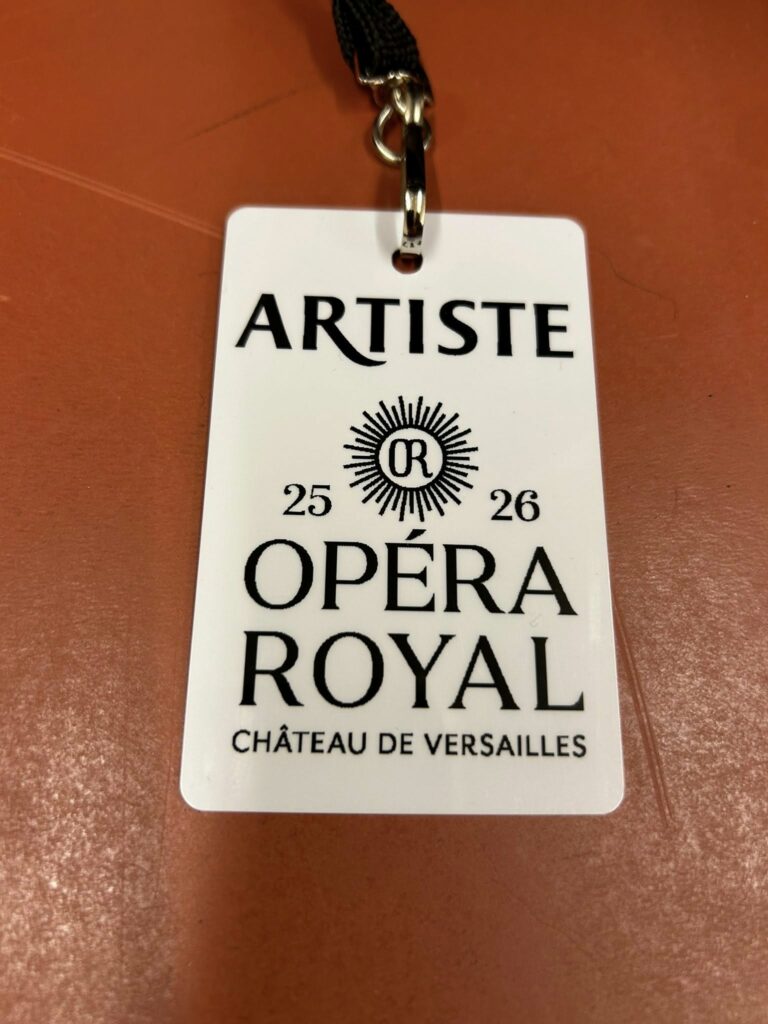 ARTISTE
OR
25 26
OPÉRA
ROYAL
CHÂTEAU DE VERSAILLES